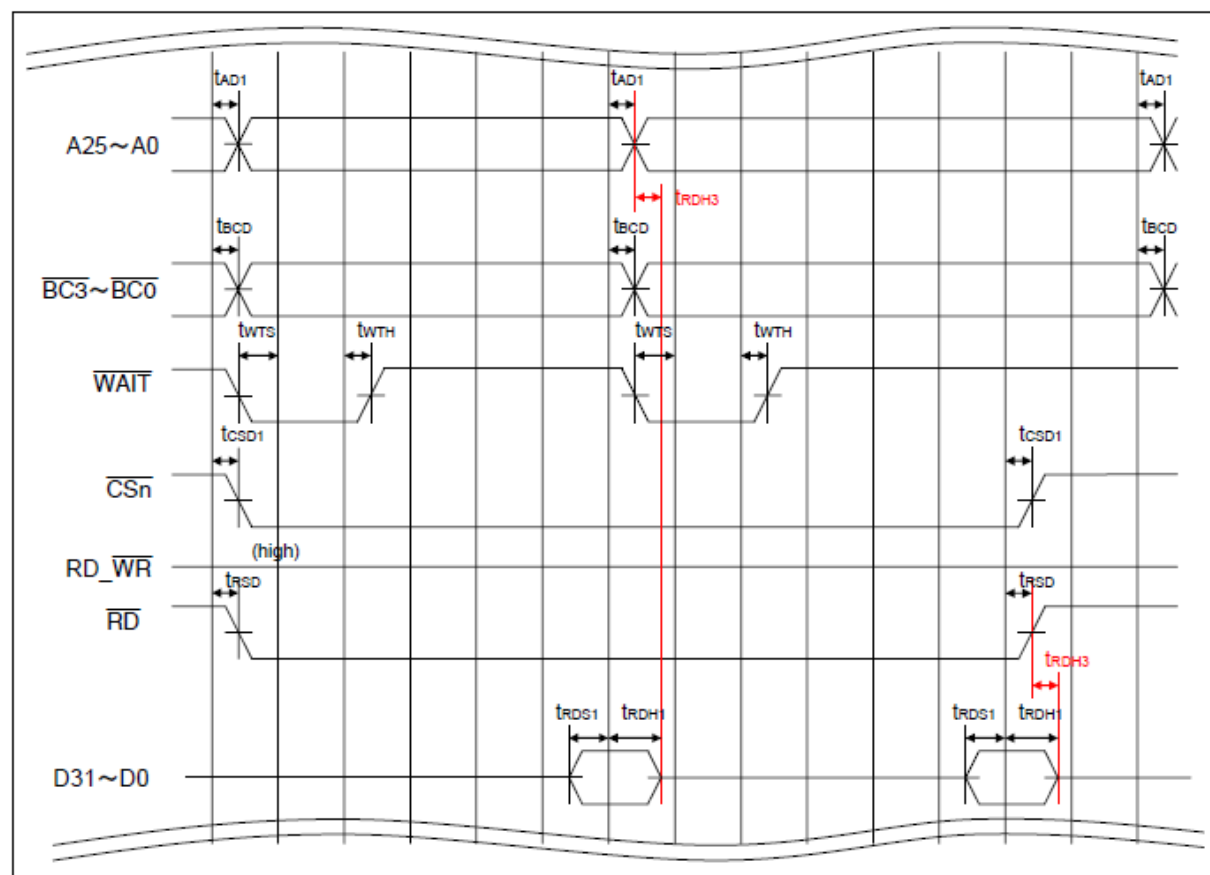 tAD1 tAD1 tAD1
A25～A0
tRDH3
tBCD tBCD tBCD
BC3～BC0
tWTS tWTH tWTS tWTH
WAIT
tCSD1 tCSD1
CSn
(high)
RD_WR
tRSD tRSD
RD
tRDH3
tRDS1 tRDH1 tRDS1 tRDH1
D31～D0